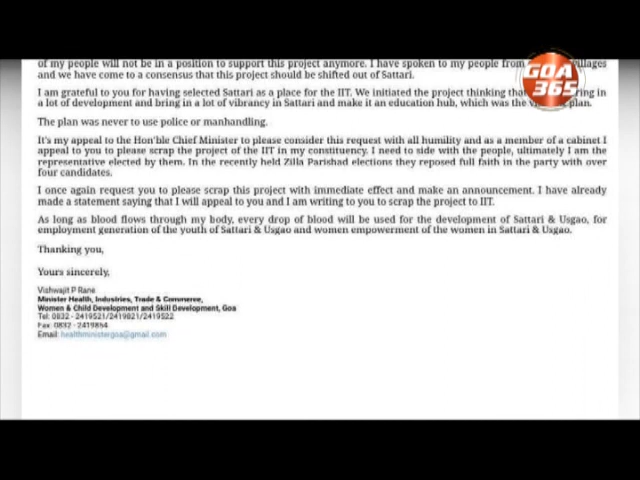 of my people will not be in a position to support this project anymore. I have spoken to my people from villages
and we have come to a consensus that this project should be shifted out of Sattari.
GOA
365
I am grateful to you for having selected Sattari as a place for the IIT. We initiated the project thinking that ring in
a lot of development and bring in a lot of vibrancy in Sattari and make it an education hub, which was the plan.
The plan was never to use police or manhandling.
It's my appeal to the Hon'ble Chief Minister to please consider this request with all humility and as a member of a cabinet I
appeal to you to please scrap the project of the IIT in my constituency. I need to side with the people, ultimately I am the
representative elected by them. In the recently held Zilla Parishad elections they reposed full faith in the party with over
four candidates.
I once again request you to please scrap this project with immediate effect and make an announcement. I have already
made a statement saying that I will appeal to you and I am writing to you to scrap the project to IIT.
As long as blood flows through my body, every drop of blood will be used for the development of Sattari & Usgao, for
employment generation of the youth of Sattari & Usgao and women empowerment of the women in Sattari & Usgao.
Thanking you,
Yours sincerely,
Vishwajit P Rane
Minister Health, Industries, Trade & Commerce,
Women & Child Development and Skill Development, Goa
Tel: 0832 - 2419521/2419821/2419522
Fax: 0832 - 2419854
Email: healthministergoa@gmail.com